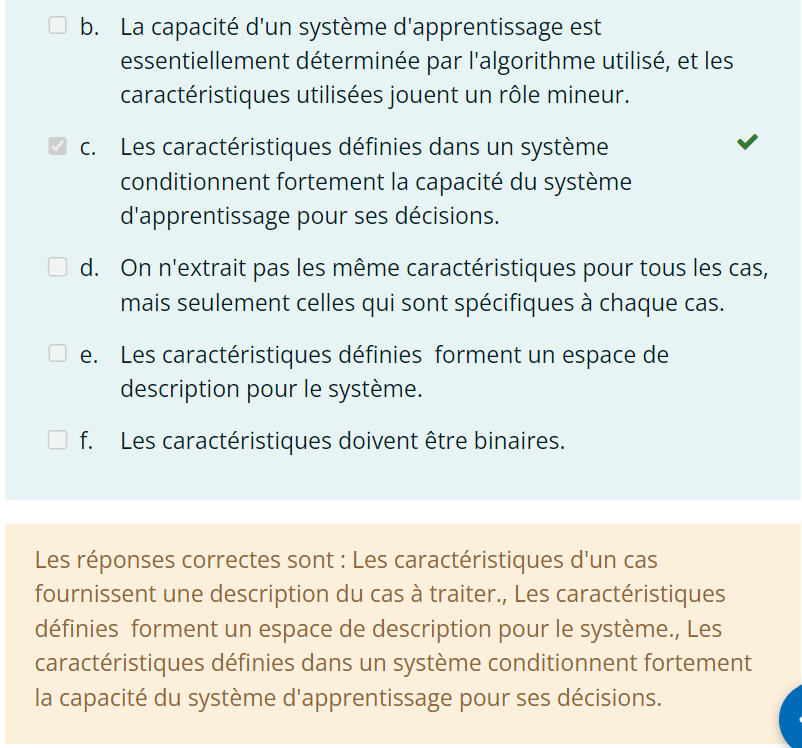 b. La capacité d'un système d'apprentissage est
essentiellement déterminée par l'algorithme utilisé, et les
caractéristiques utilisées jouent un rôle mineur.
c. Les caractéristiques définies dans un système
conditionnent fortement la capacité du système
d'apprentissage pour ses décisions.
d. On n'extrait pas les même caractéristiques pour tous les cas,
mais seulement celles qui sont spécifiques à chaque cas.
e. Les caractéristiques définies forment un espace de
description pour le système.
f. Les caractéristiques doivent être binaires.
Les réponses correctes sont : Les caractéristiques d'un cas
fournissent une description du cas à traiter., Les caractéristiques
définies forment un espace de description pour le système., Les
caractéristiques définies dans un système conditionnent fortement
la capacité du système d'apprentissage pour ses décisions.